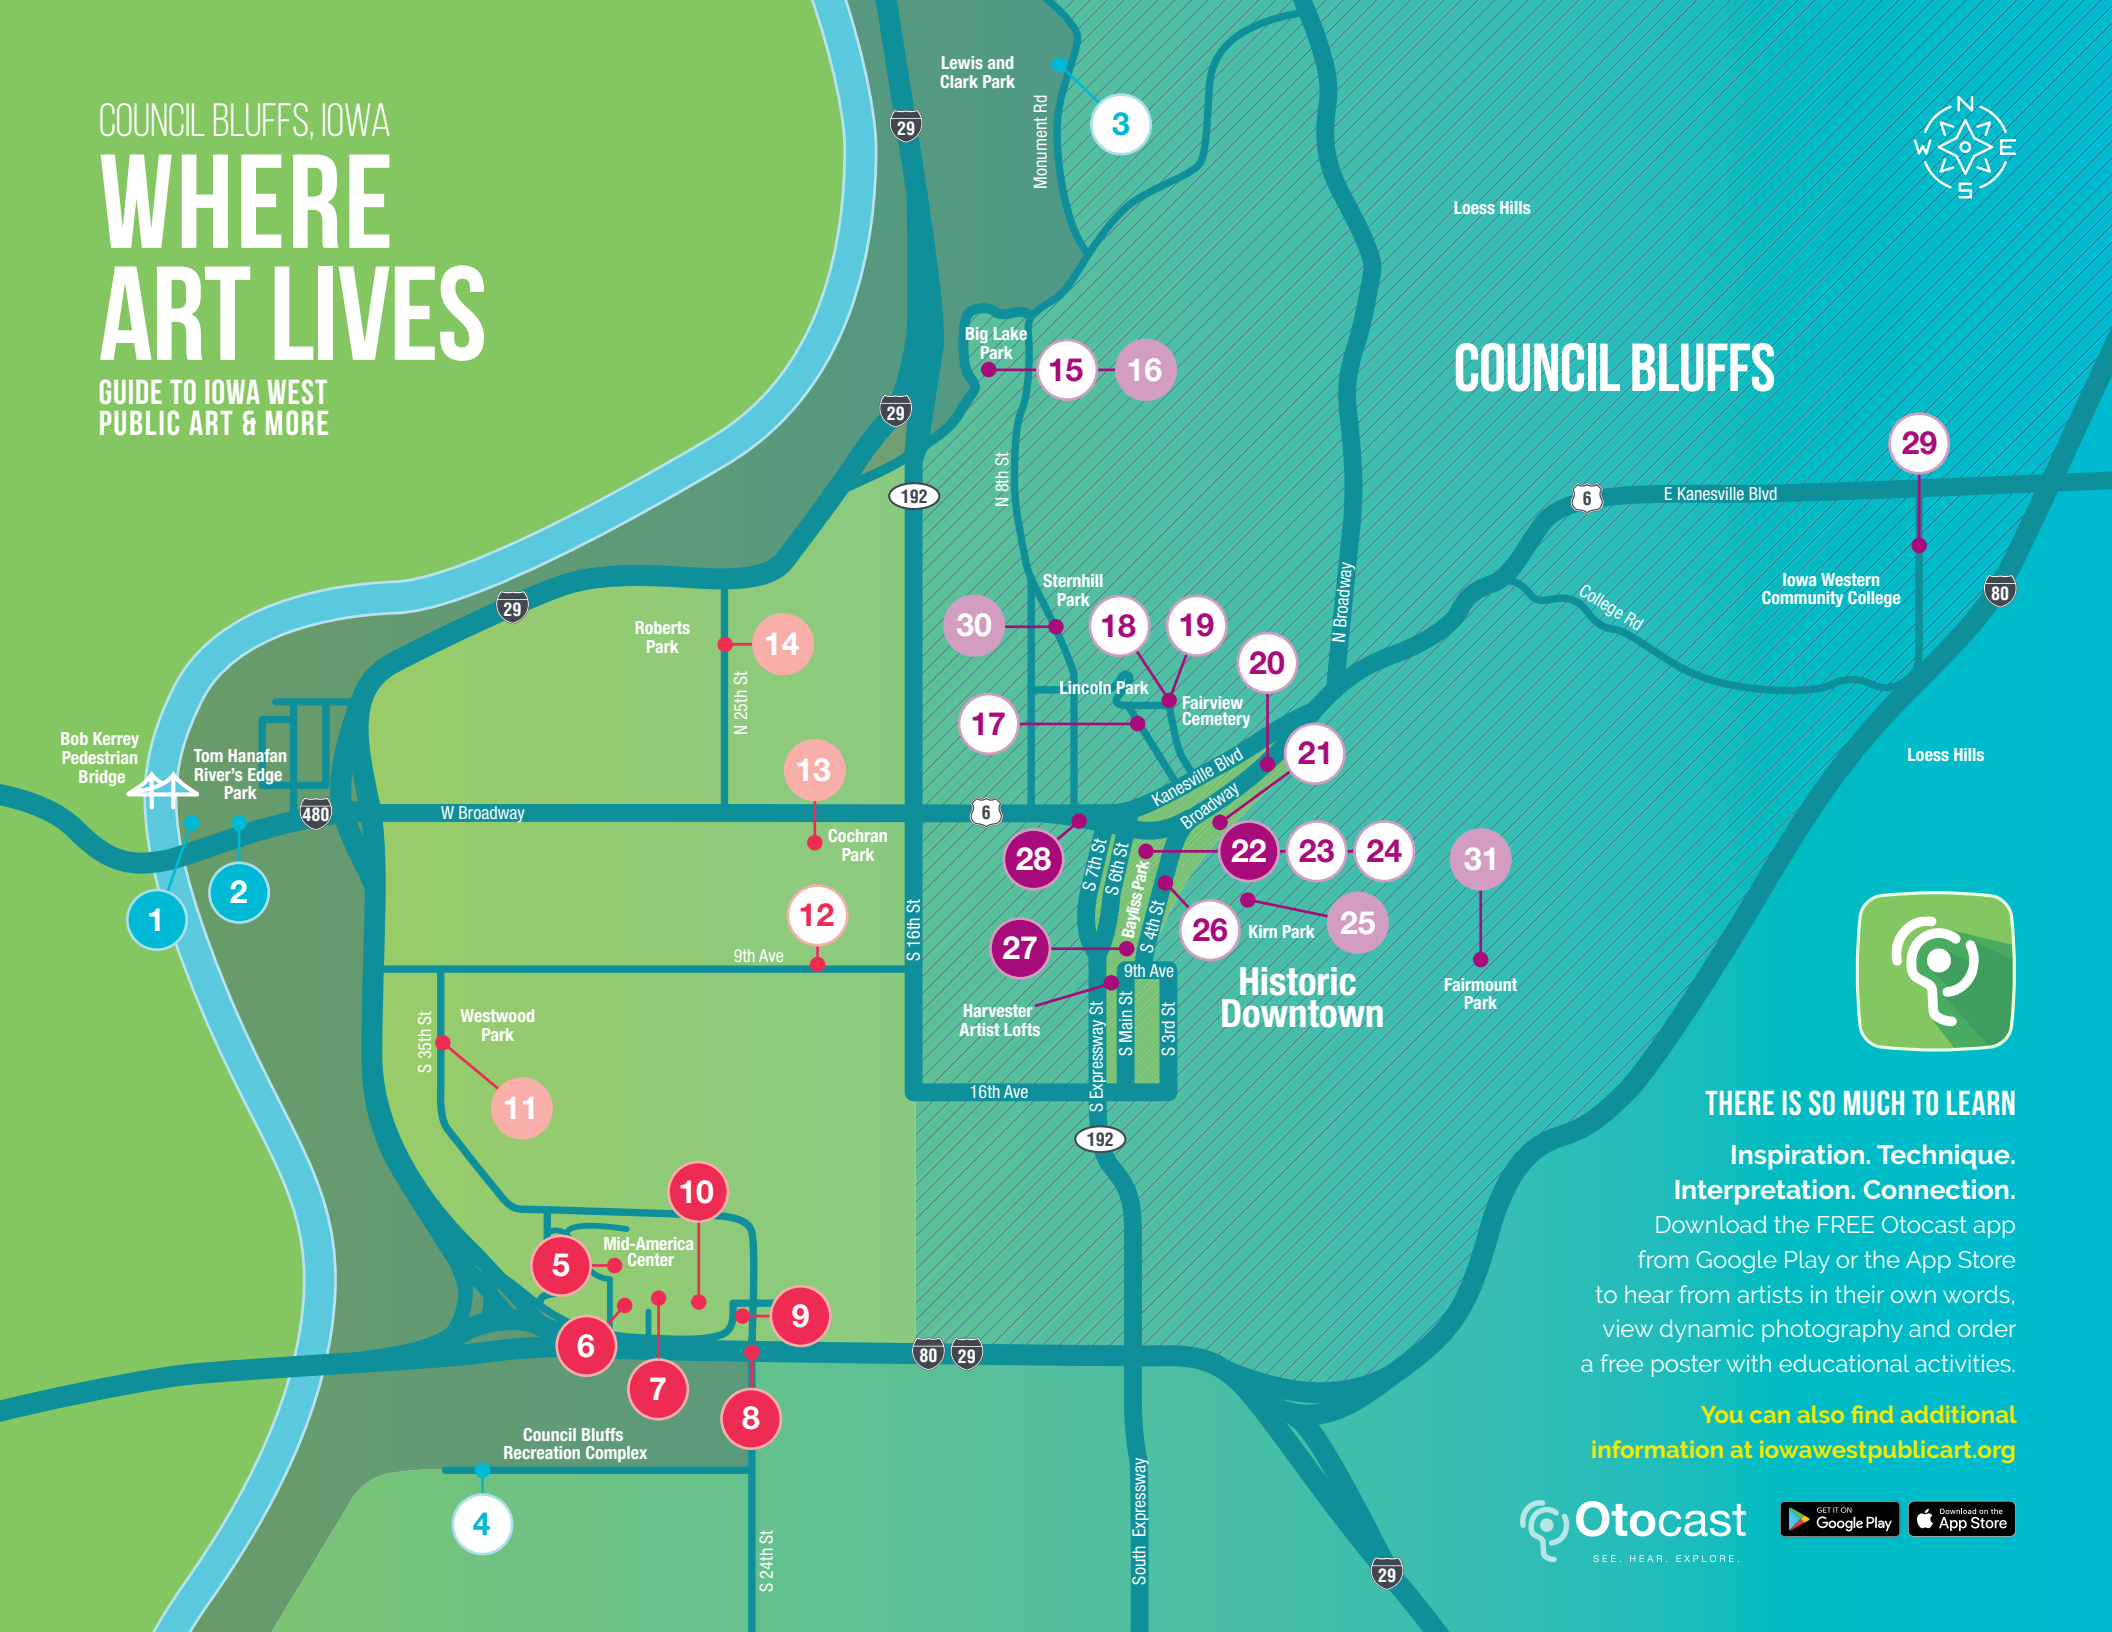 COUNCIL BLUFFS, IOWA
WHERE
ART LIVES
GUIDE TO IOWA WEST
PUBLIC ART & MORE
Lewis and
Clark Park
3
Monument Rd
29
N
W E
S
Loess Hills
Big Lake
Park
15
16
29
COUNCIL BLUFFS
192
N 8th St
29
6
E Kanesville Blvd
29
Roberts
Park
14
N 25th St
Sternhill
Park
30
18
19
20
N Broadway
College Rd
Iowa Western
Community College
80
Lincoln Park
Fairview
Cemetery
17
21
Kanesville Blvd
Broadway
Loess Hills
Bob Kerrey
Pedestrian
Bridge
Tom Hanafan
River's Edge
Park
480
W Broadway
6
13
Cochran
Park
1
2
28
S 7th St
S 6th St
Bayliss Park
S 4th St
22
23
24
31
26
Kirn Park
25
27
12
9th Ave
S 16th St
9th Ave
Historic
Downtown
Fairmount
Park
Harvester
Artist Lofts
S Expressway St
S Main St
S 3rd St
16th Ave
192
S 35th St
Westwood
Park
11
10
5
Mid-America
Center
6
7
8
9
80
29
Council Bluffs
Recreation Complex
4
S 24th St
South Expressway
29
THERE IS SO MUCH TO LEARN
Inspiration. Technique.
Interpretation. Connection.
Download the FREE Otocast app
from Google Play or the App Store
to hear from artists in their own words,
view dynamic photography and order
a free poster with educational activities.
You can also find additional
information at iowawestpublicart.org
Otocast
SEE. HEAR. EXPLORE.
GET IT ON
Google Play
Download on the
App Store